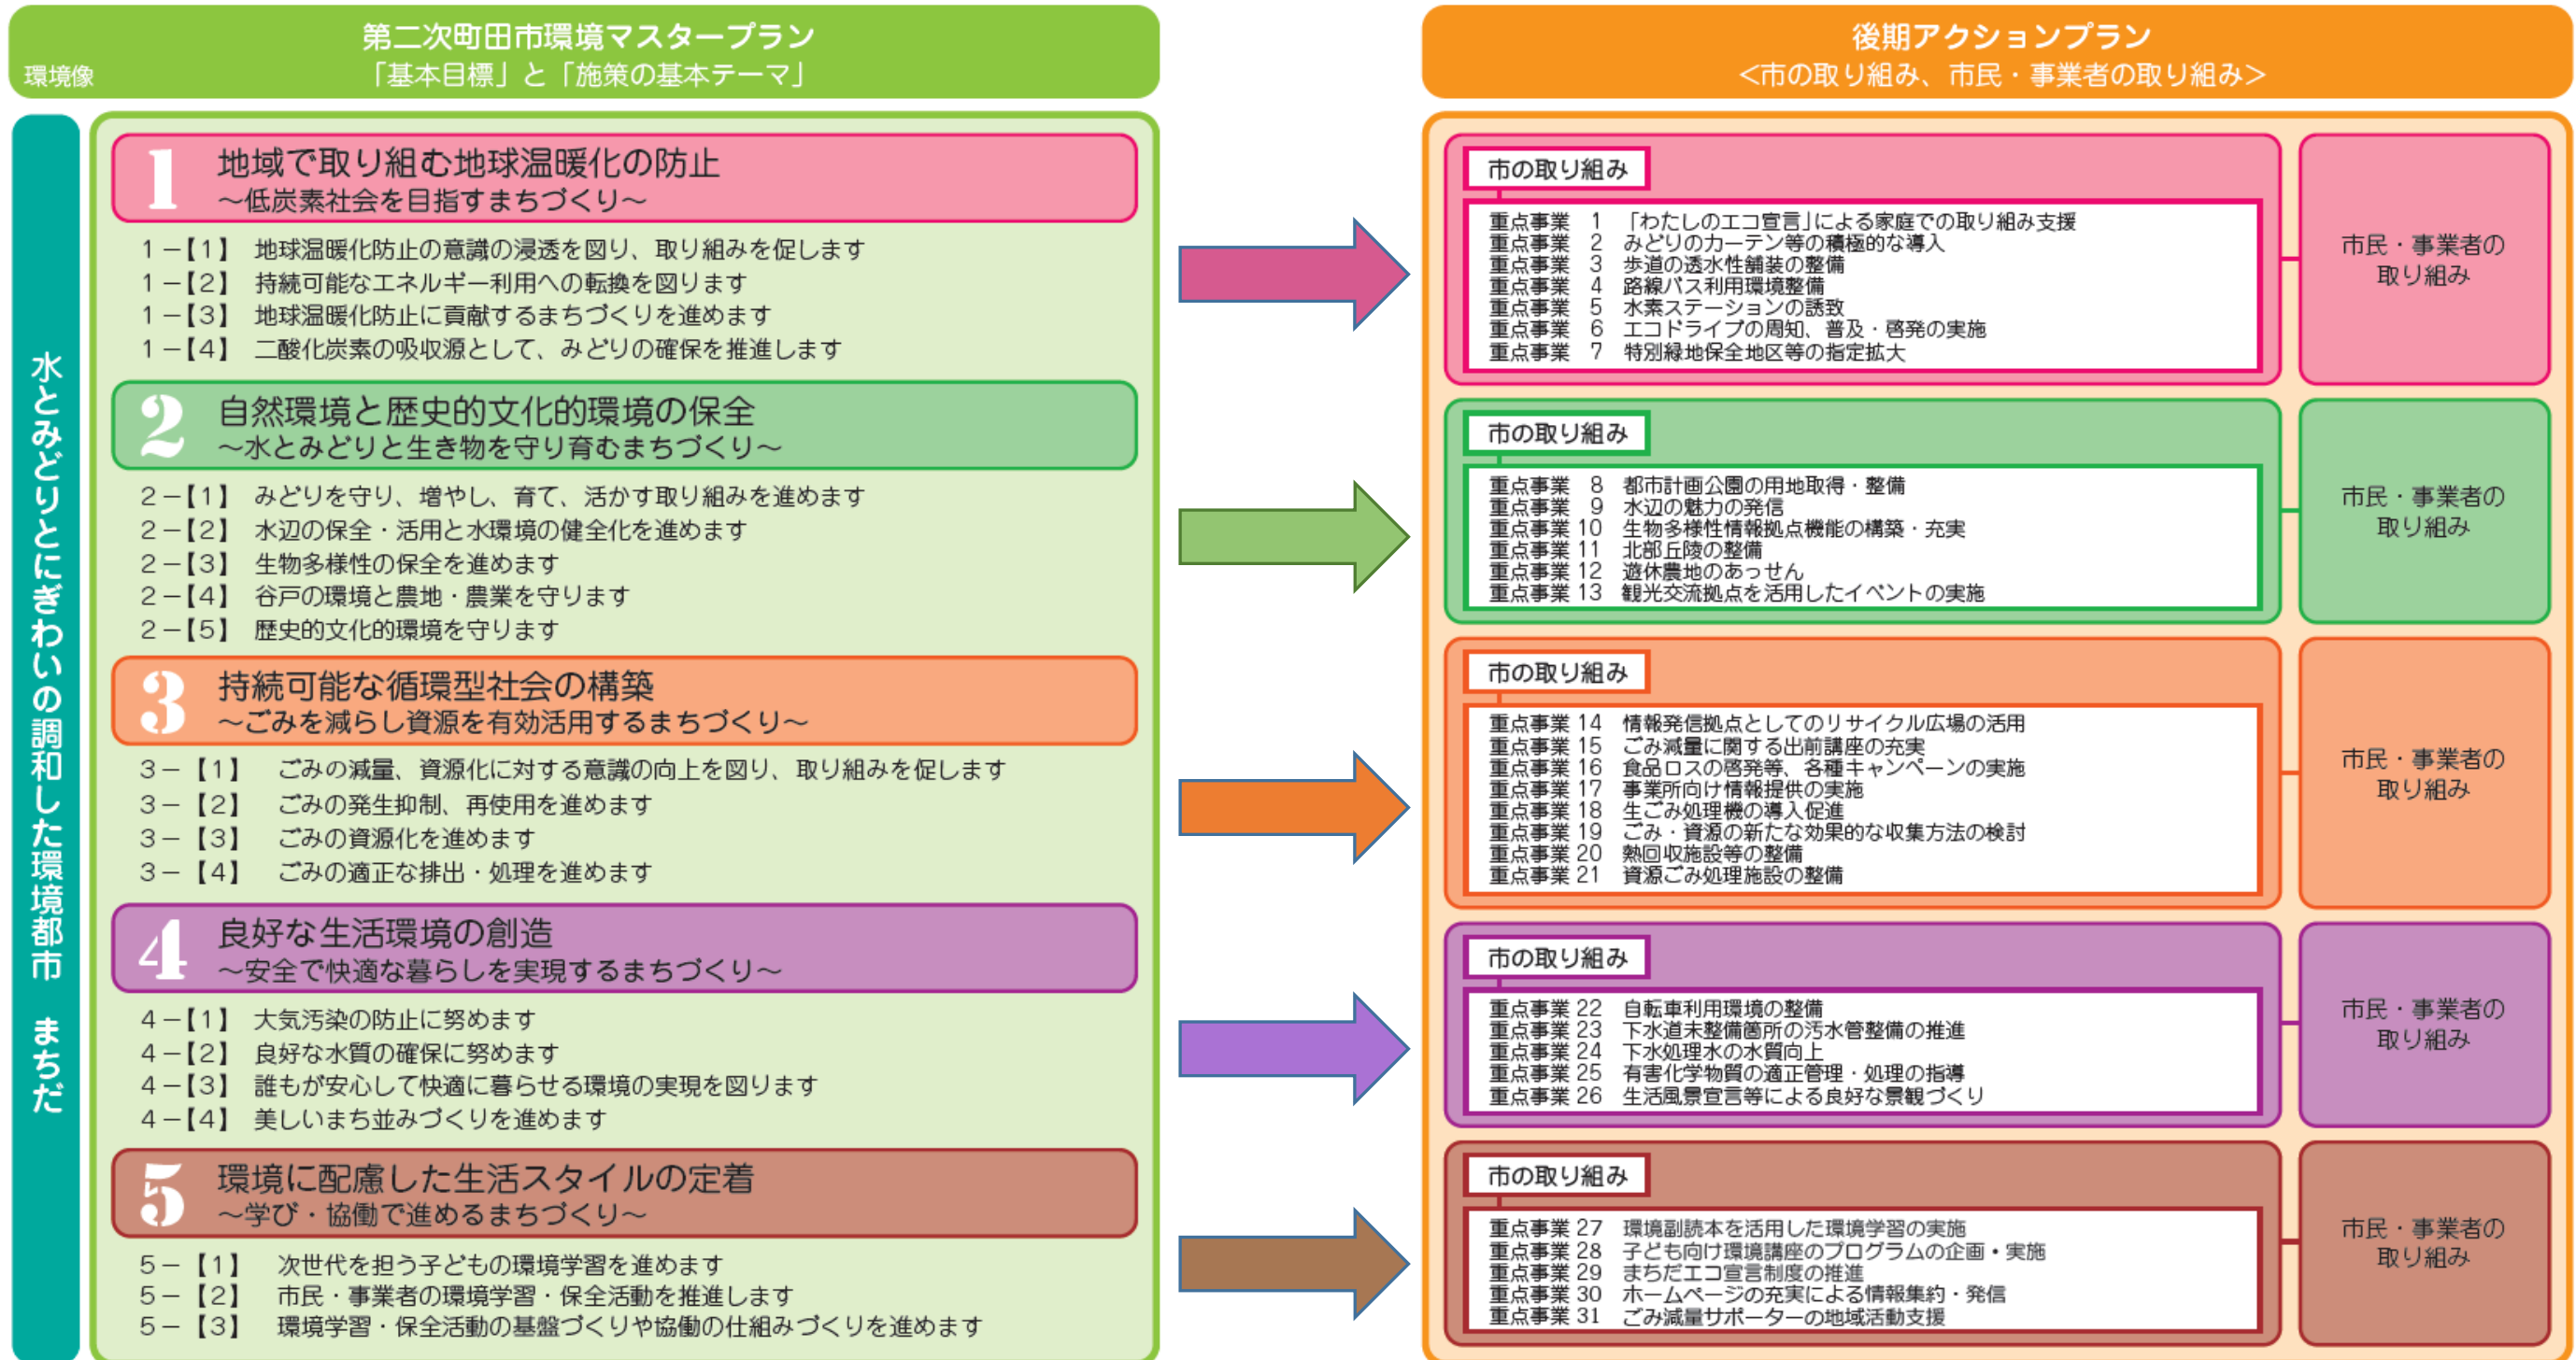 第二次町田市環境マスタープラン
「基本目標」と「施策の基本テーマ」
環境像
水とみどりとにぎわいの調和した環境都市　まちだ
1 地域で取り組む地球温暖化の防止
～低炭素社会を目指すまちづくり～
1－【1】 地球温暖化防止の意識の浸透を図り、取り組みを促します
1－【2】 持続可能なエネルギー利用への転換を図ります
1－【3】 地球温暖化防止に貢献するまちづくりを進めます
1－【4】 二酸化炭素の吸収源として、みどりの確保を推進します
2 自然環境と歴史的文化的環境の保全
～水とみどりと生き物を守り育むまちづくり～
2－【1】 みどりを守り、増やし、育て、活かす取り組みを進めます
2－【2】 水辺の保全・活用と水環境の健全化を進めます
2－【3】 生物多様性の保全を進めます
2－【4】 谷戸の環境と農地・農業を守ります
2－【5】 歴史的文化的環境を守ります
3 持続可能な循環型社会の構築
～ごみを減らし資源を有効活用するまちづくり～
3－【1】 ごみの減量、資源化に対する意識の向上を図り、取り組みを促します
3－【2】 ごみの発生抑制、再使用を進めます
3－【3】 ごみの資源化を進めます
3－【4】 ごみの適正な排出・処理を進めます
4 良好な生活環境の創造
～安全で快適な暮らしを実現するまちづくり～
4－【1】 大気汚染の防止に努めます
4－【2】 良好な水質の確保に努めます
4－【3】 誰もが安心して快適に暮らせる環境の実現を図ります
4－【4】 美しいまち並みづくりを進めます
5 環境に配慮した生活スタイルの定着
～学び・協働で進めるまちづくり～
5－【1】 次世代を担う子どもの環境学習を進めます
5－【2】 市民・事業者の環境学習・保全活動を推進します
5－【3】 環境学習・保全活動の基盤づくりや協働の仕組みづくりを進めます
後期アクションプラン
＜市の取り組み、市民・事業者の取り組み＞
市の取り組み
重点事業 1 「わたしのエコ宣言」による家庭での取り組み支援
重点事業 2 みどりのカーテン等の積極的な導入
重点事業 3 歩道の透水性舗装の整備
重点事業 4 路線バス利用環境整備
重点事業 5 水素ステーションの誘致
重点事業 6 エコドライブの周知、普及・啓発の実施
重点事業 7 特別緑地保全地区等の指定拡大
市民・事業者の
取り組み
市の取り組み
重点事業 8 都市計画公園の用地取得・整備
重点事業 9 水辺の魅力の発信
重点事業 10 生物多様性情報拠点機能の構築・充実
重点事業 11 北部丘陵の整備
重点事業 12 遊休農地のあっせん
重点事業 13 観光交流拠点を活用したイベントの実施
市民・事業者の
取り組み
市の取り組み
重点事業 14 情報発信拠点としてのリサイクル広場の活用
重点事業 15 ごみ減量に関する出前講座の充実
重点事業 16 食品ロスの啓発等、各種キャンペーンの実施
重点事業 17 事業所向け情報提供の実施
重点事業 18 生ごみ処理機の導入促進
重点事業 19 ごみ・資源の新たな効果的な収集方法の検討
重点事業 20 熱回収施設等の整備
重点事業 21 資源ごみ処理施設の整備
市民・事業者の
取り組み
市の取り組み
重点事業 22 自転車利用環境の整備
重点事業 23 下水道未整備箇所の汚水管整備の推進
重点事業 24 下水処理水の水質向上
重点事業 25 有害化学物質の適正管理・処理の指導
重点事業 26 生活風景宣言等による良好な景観づくり
市民・事業者の
取り組み
市の取り組み
重点事業 27 環境副読本を活用した環境学習の実施
重点事業 28 子ども向け環境講座のプログラムの企画・実施
重点事業 29 まちだエコ宣言制度の推進
重点事業 30 ホームページの充実による情報集約・発信
重点事業 31 ごみ減量サポーターの地域活動支援
市民・事業者の
取り組み